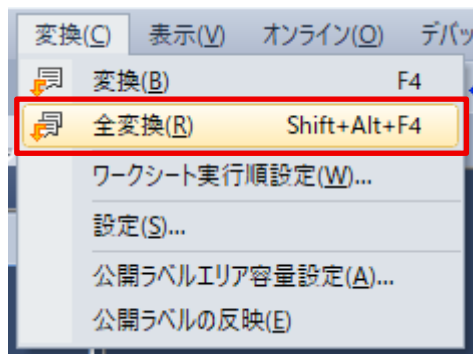 変換(C) 表示(V) オンライン(O) デバッ
変換(B) F4
全変換(R) Shift+Alt+F4
ワークシート実行順設定(W)...
設定(S)...
公開ラベルエリア容量設定(A)...
公開ラベルの反映(E)